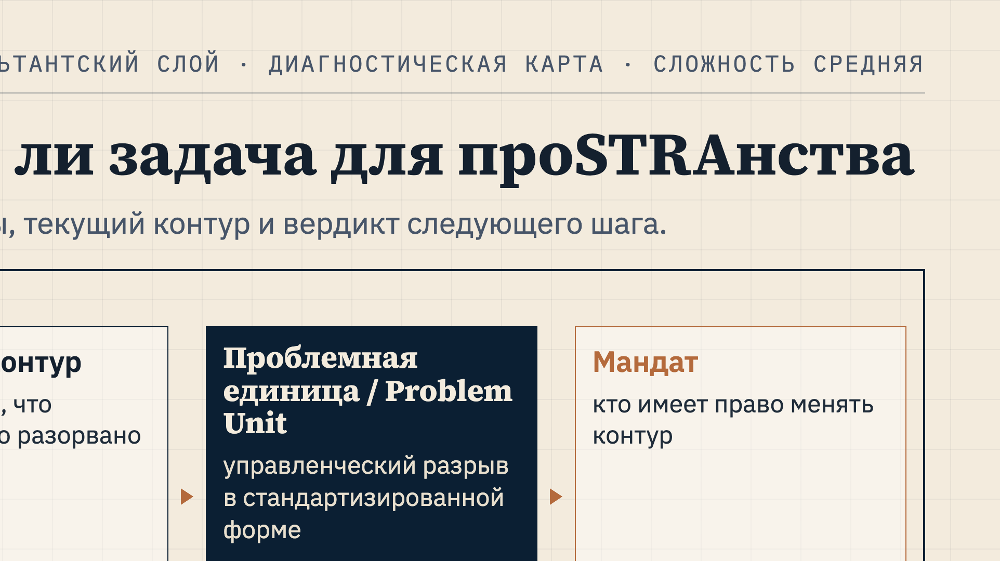 ЬТАНТСКИЙ СЛОЙ · ДИАГНОСТИЧЕСКАЯ КАРТА · СЛОЖНОСТЬ СРЕДНЯЯ
ли задача для проSTRAнства
ы, текущий контур и вердикт следующего шага.
онтур
, что
о разорвано
Проблемная
единица / Problem
Unit
управленческий разрыв
в стандартизированной
форме
Мандат
кто имеет право менять
контур